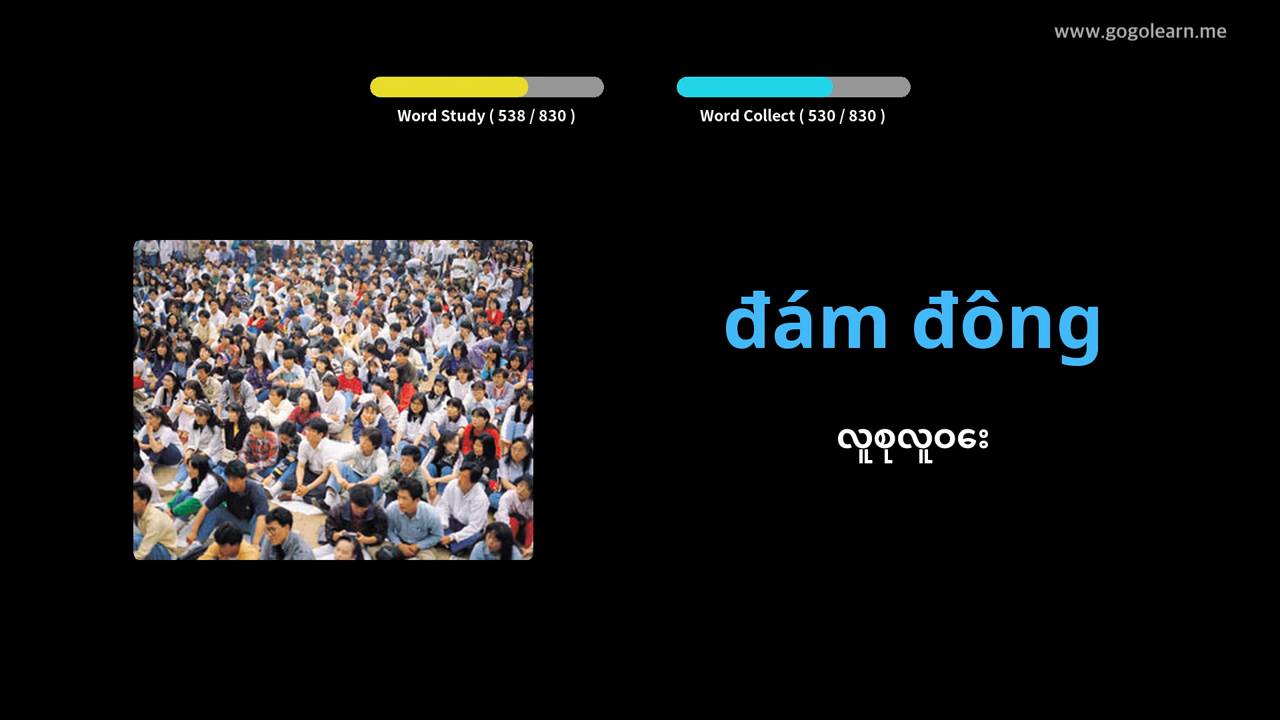 www.gogolearn.me
Word Study ( 538 / 830 )
Word Collect ( 530 / 830 )
đám đông
လူစုလူဝေး